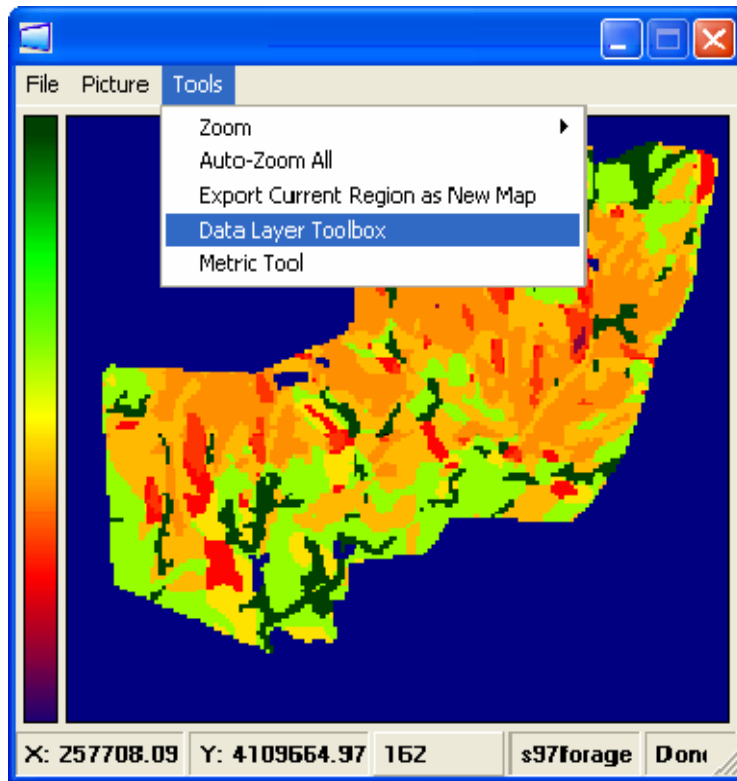 File Picture Tools
Zoom
Auto-Zoom All
Export Current Region as New Map
Data Layer Toolbox
Metric Tool
X: 257708.09 Y: 4109664.97 162 s97forage Don